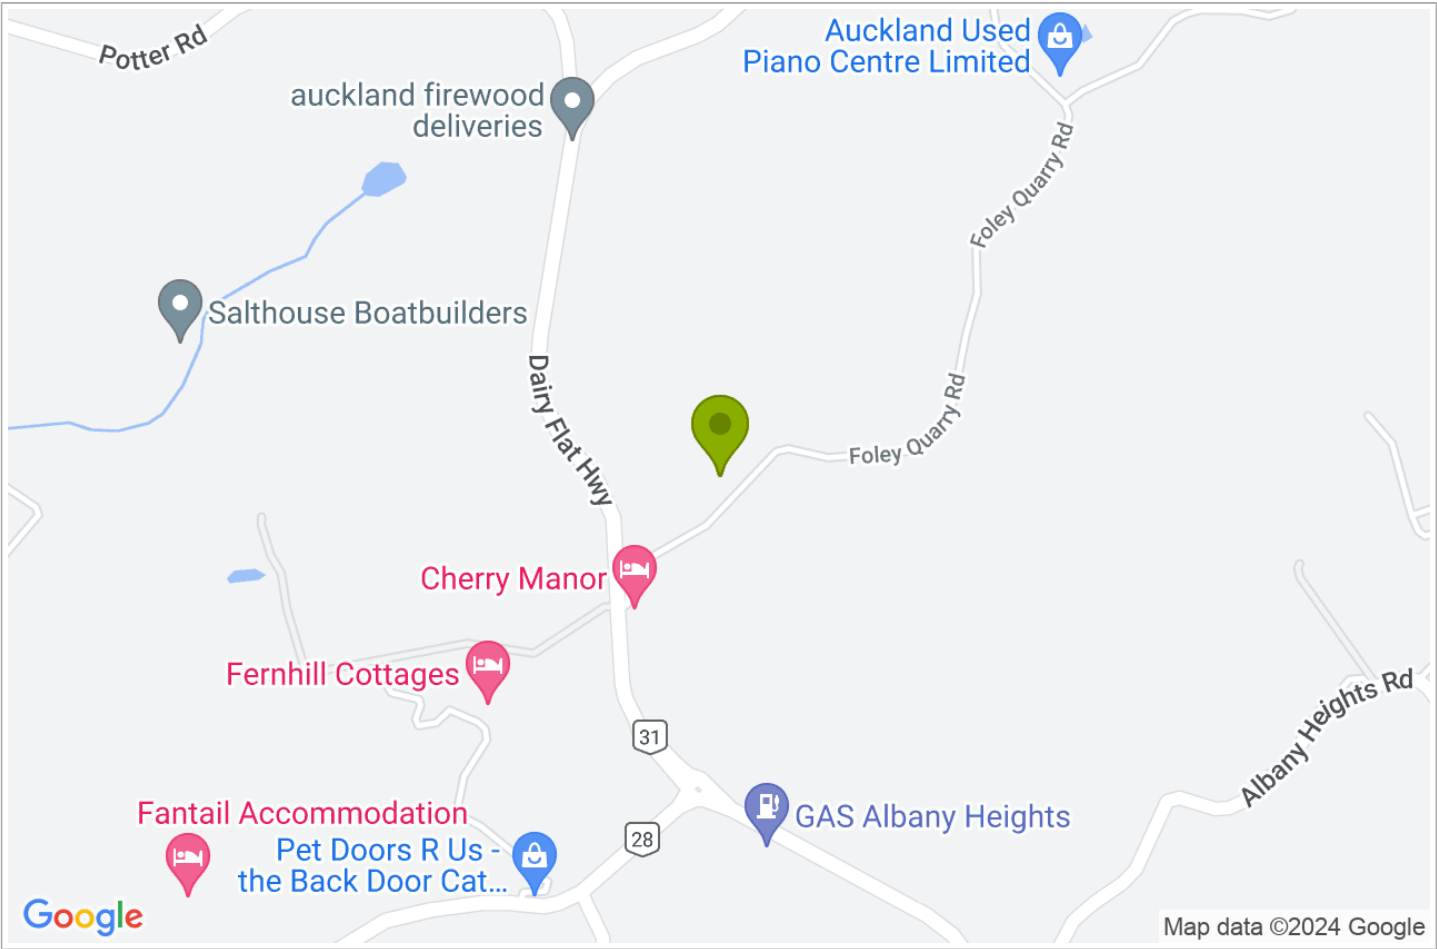 Potter Rd
Auckland Used
Piano Centre Limited
auckland firewood
deliveries
Foley Quarry Rd
Salthouse Boatbuilders
Dairy Flat Hwy
Foley Quarry Rd
Cherry Manor
Fernhill Cottages
Albany Heights Rd
31
Fantail Accommodation
GAS Albany Heights
28
Pet Doors R Us -
the Back Door Cat...
Google
Map data ©2024 Google